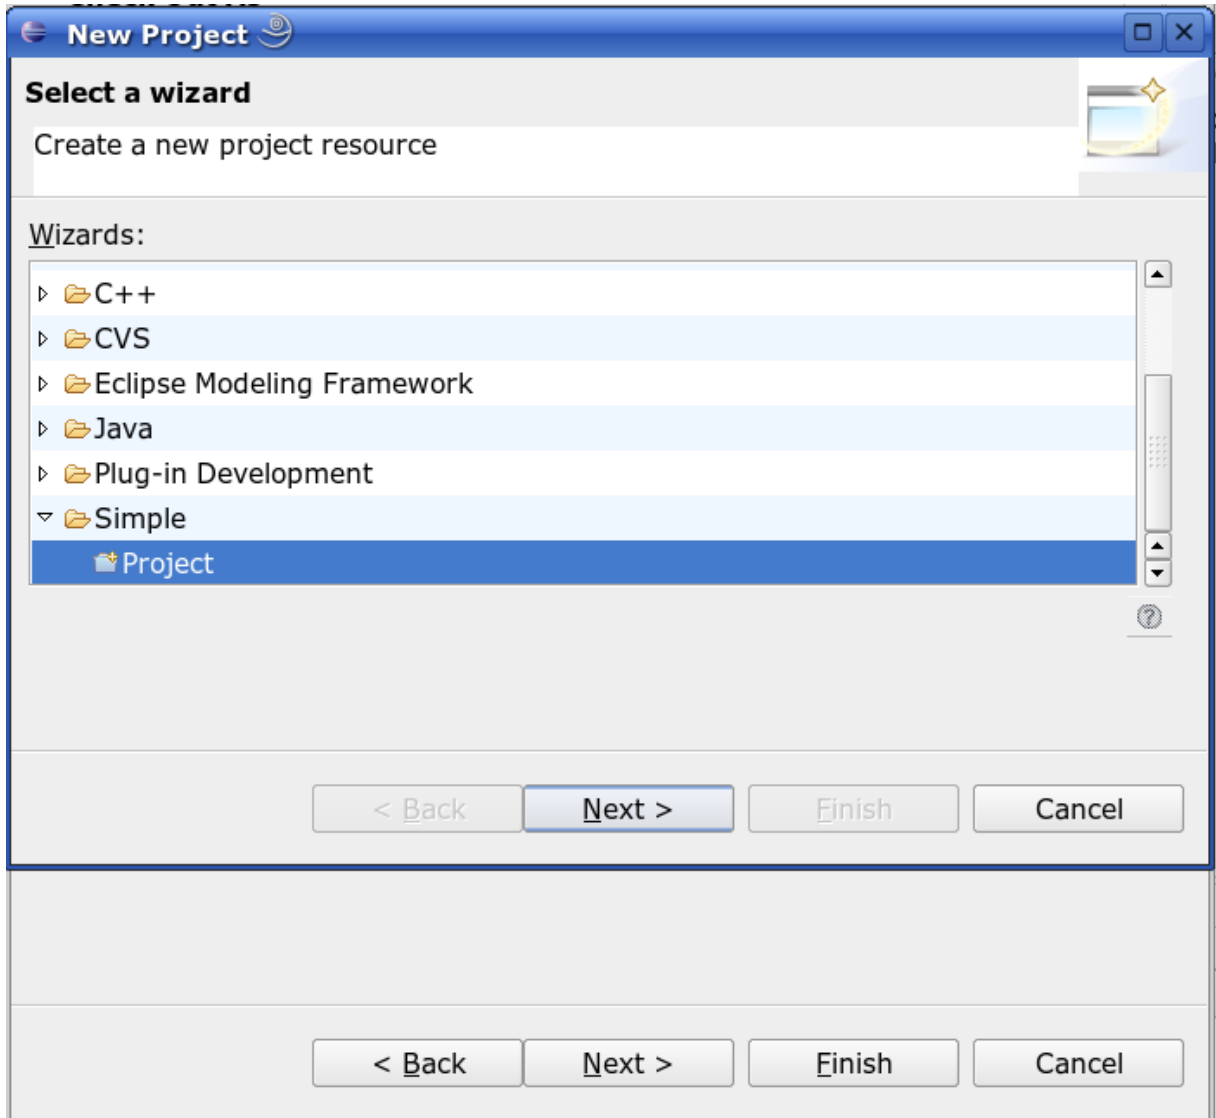 New Project
Select a wizard
Create a new project resource
Wizards:
C++
CVS
Eclipse Modeling Framework
Java
Plug-in Development
Simple
Project
< Back Next > Finish Cancel
< Back Next > Finish Cancel